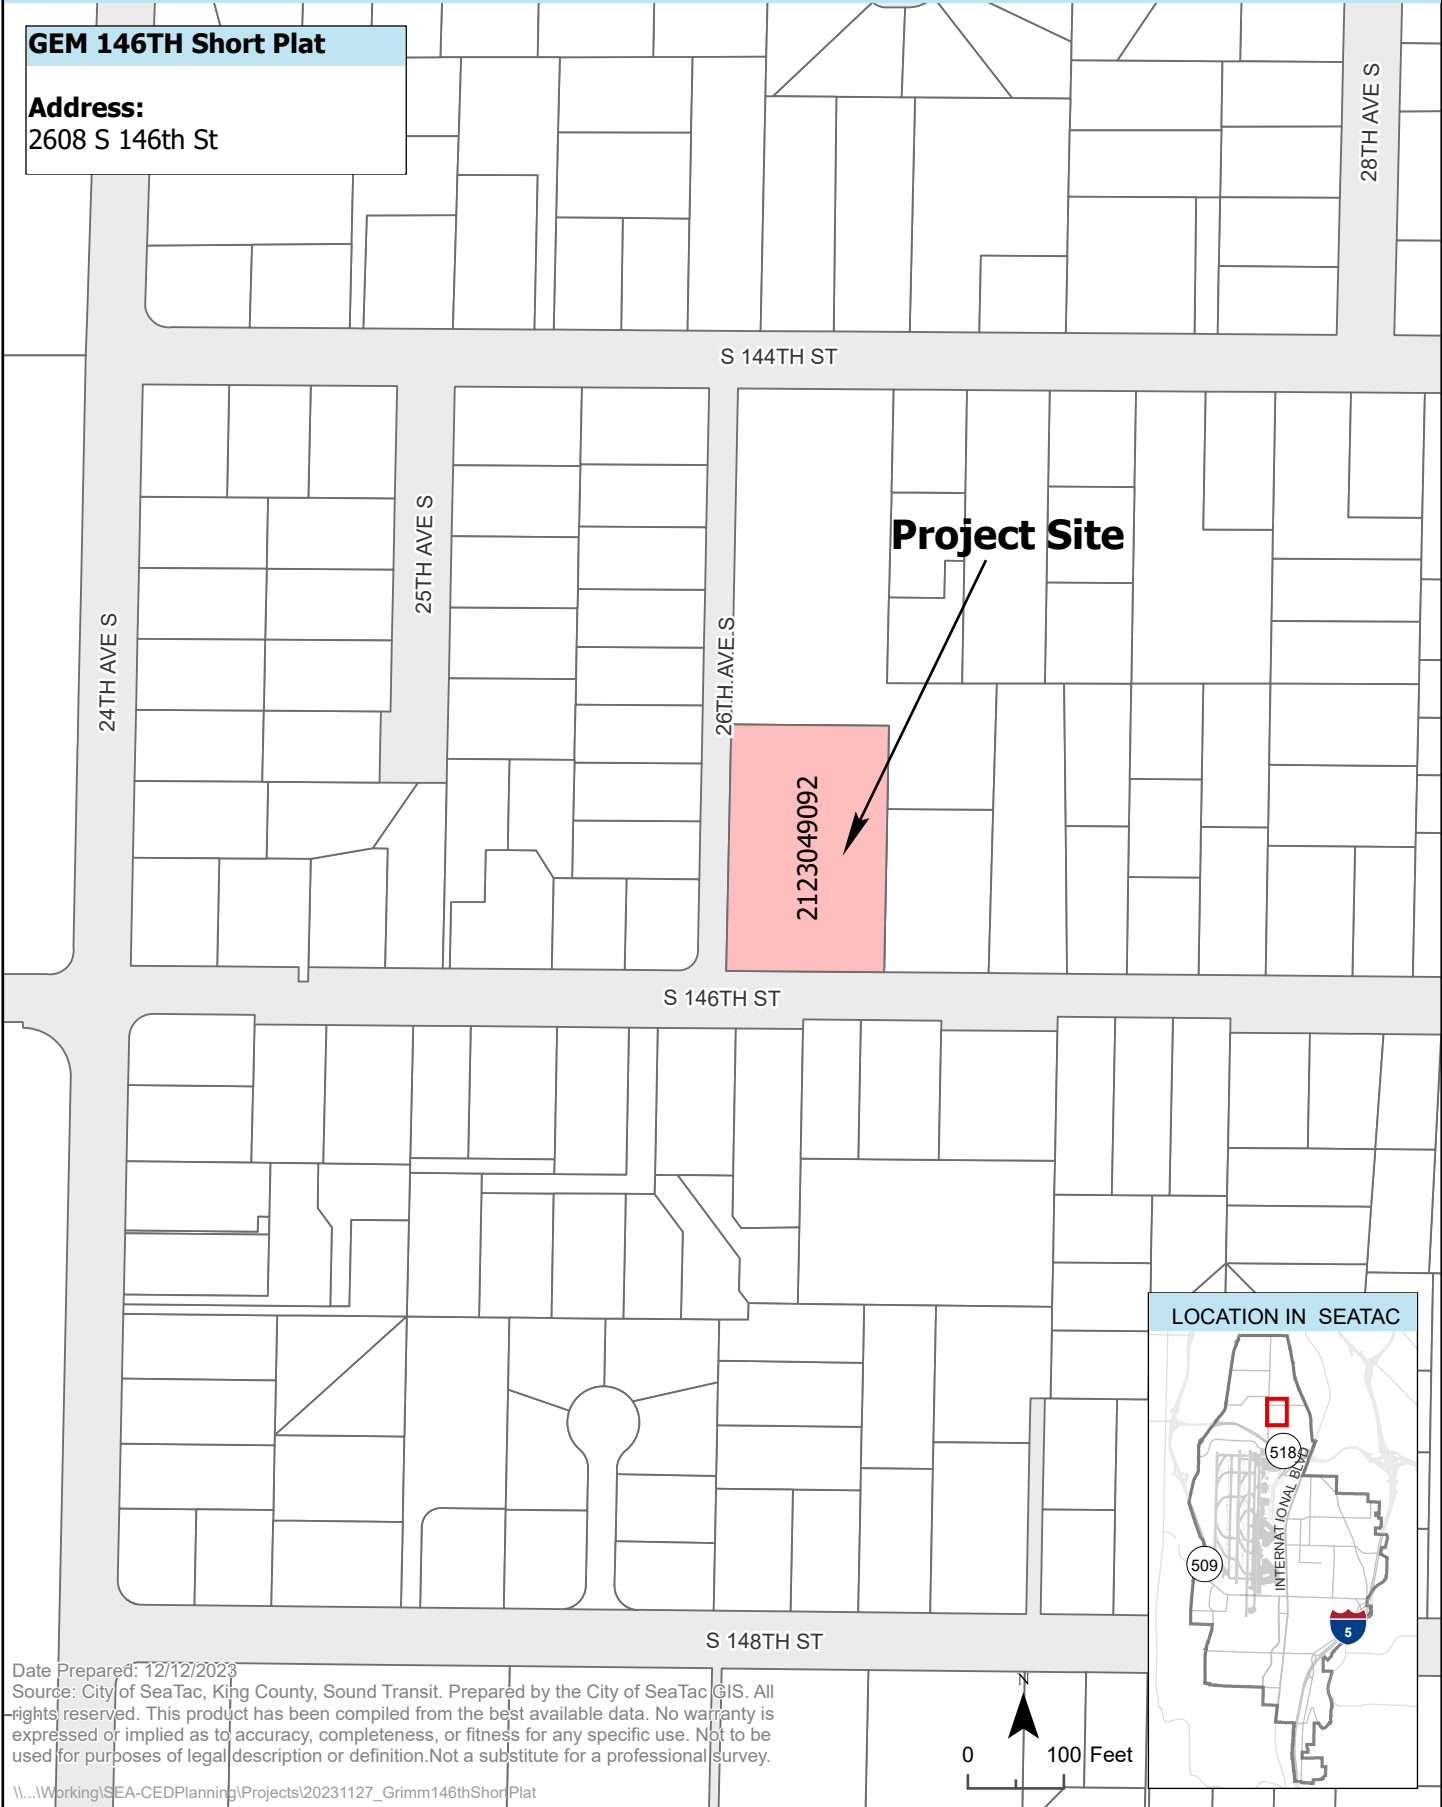 GEM 146TH Short Plat
Address:
2608 S 146th St
28TH AVE S
S 144TH ST
25TH AVE S
Project Site
24TH AVE S
26TH AVE S
2123049092
S 146TH ST
LOCATION IN  SEATAC
518
INTERNATIONAL BLVD
509
5
S 148TH ST
Date Prepared: 12/12/2023
Source: City of SeaTac, King County, Sound Transit. Prepared by the City of SeaTac GIS. All
rights reserved. This product has been compiled from the best available data. No warranty is
expressed or implied as to accuracy, completeness, or fitness for any specific use. Not to be
used for purposes of legal description or definition.Not a substitute for a professional survey.
N
0 100 Feet
\\...\Working\SEA-CEDPlanning\Projects\20231127_Grimm146thShortPlat